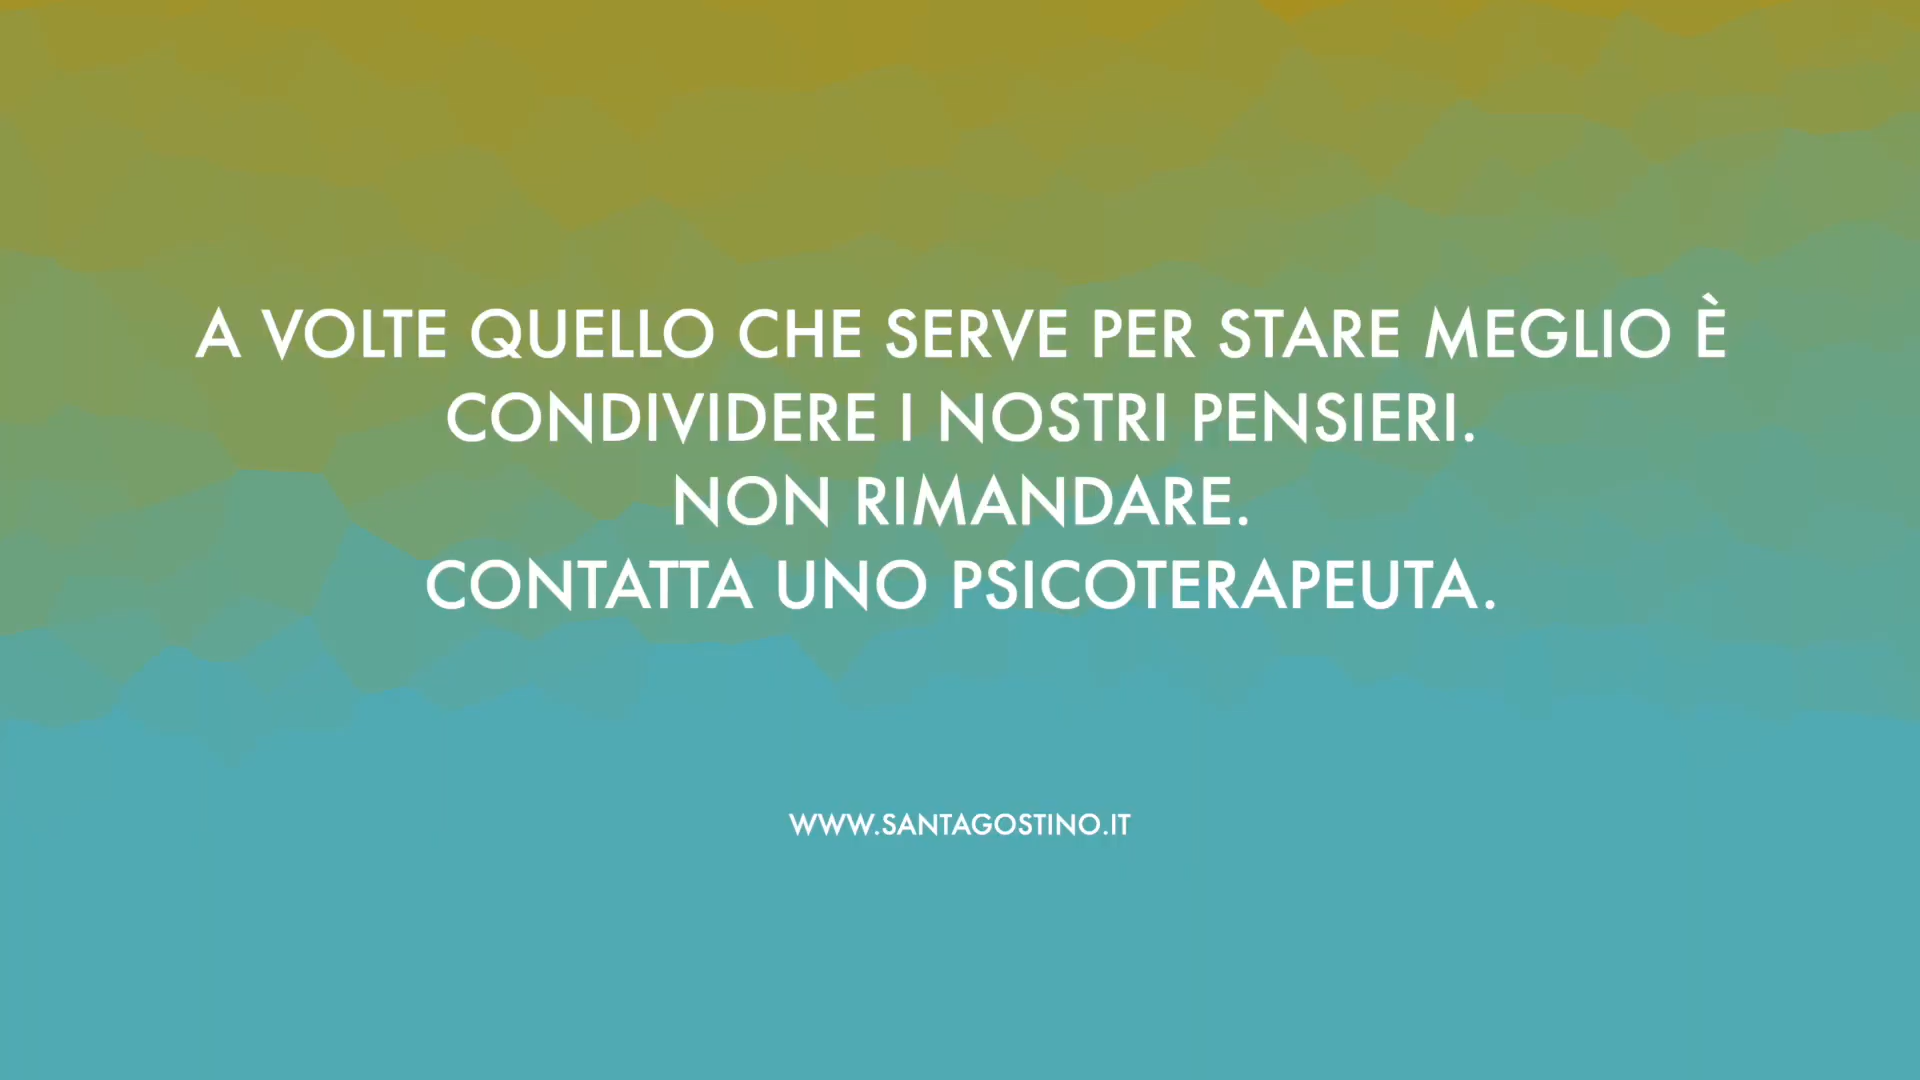 A VOLTE QUELLO CHE SERVE PER STARE MEGLIO È
CONDIVIDERE I NOSTRI PENSIERI.
NON RIMANDARE.
CONTATTA UNO PSICOTERAPEUTA.
WWW.SANTAGOSTINO.IT